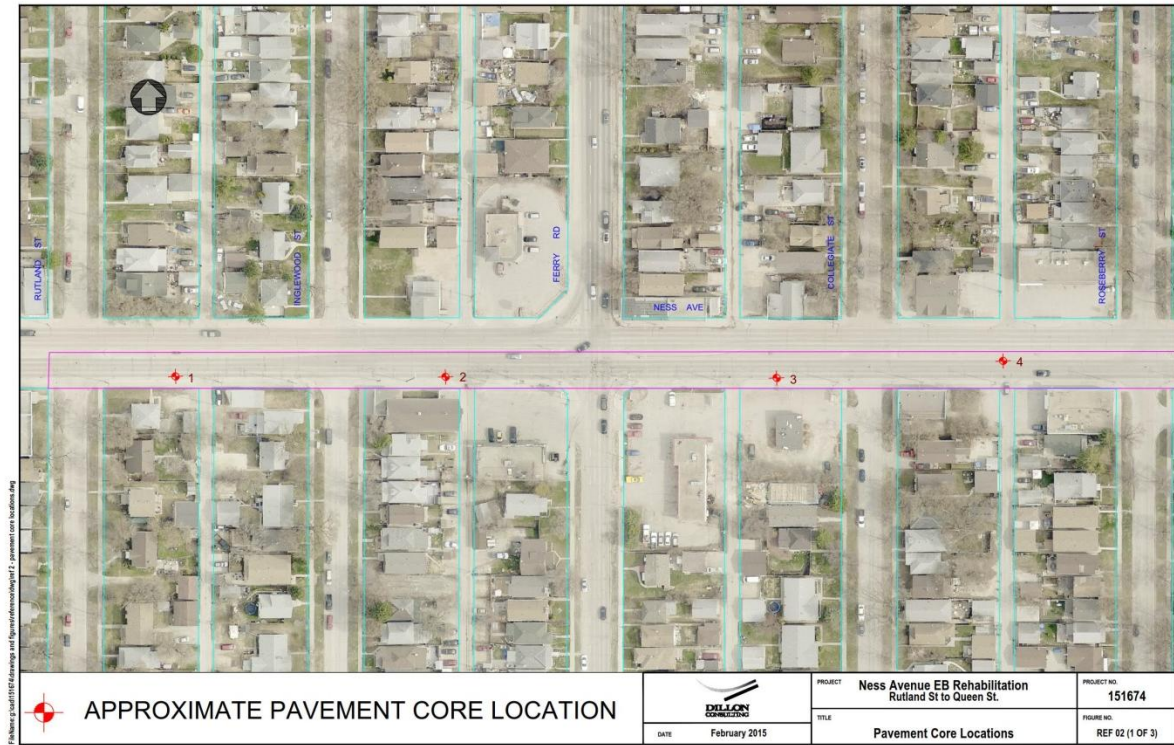 RUTLAND ST
INGLEWOOD ST
FERRY RD
NESS AVE
COLLEGIATE ST
ROSEBERRY ST
1
2
3
4
APPROXIMATE PAVEMENT CORE LOCATION
DILLON
CONSULTING
DATE February 2015
PROJECT Ness Avenue EB Rehabilitation
Rutland St to Queen St.
TITLE
Pavement Core Locations
PROJECT NO.
151674
FIGURE NO.
REF 02 (1 OF 3)